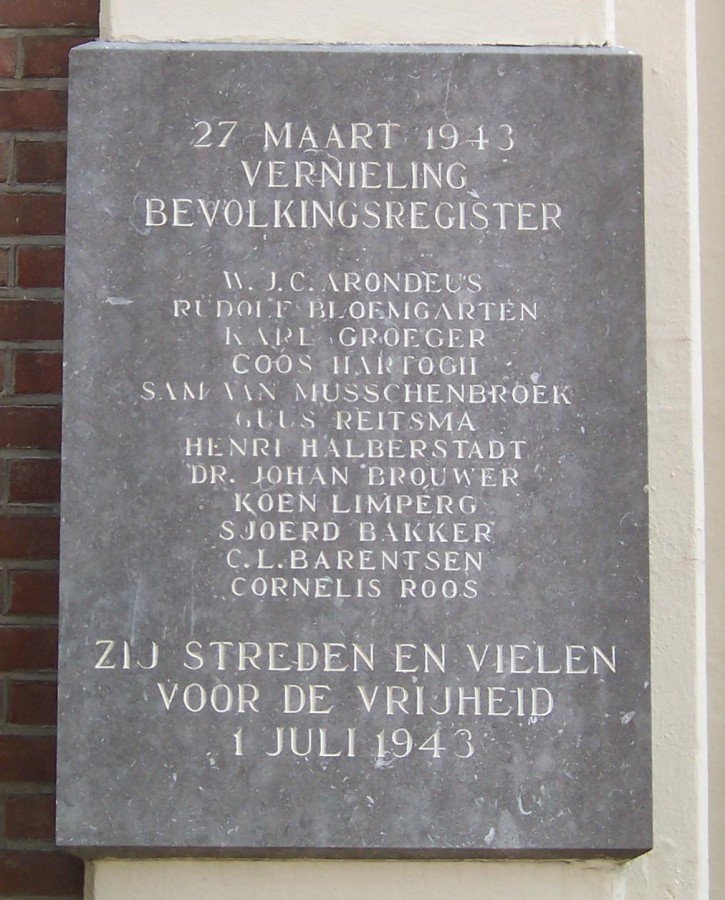 27 MAART 1943
VERNIELING
BEVOLKINGSREGISTER
W. J. C. ARONDEUS
RUDOLF BLOEMGARTEN
KARL GROEGER
COOS HARTOGH
SAM VAN MUSSCHENBROEK
GUUS REITSMA
HENRI HALBERSTADT
DR. JOHAN BROUWER
KOEN LIMPERG
SJOERD BAKKER
C.L. BARENTSEN
CORNELIS ROOS
ZIJ STREDEN EN VIELEN
VOOR DE VRIJHEID
1 JULI 1943